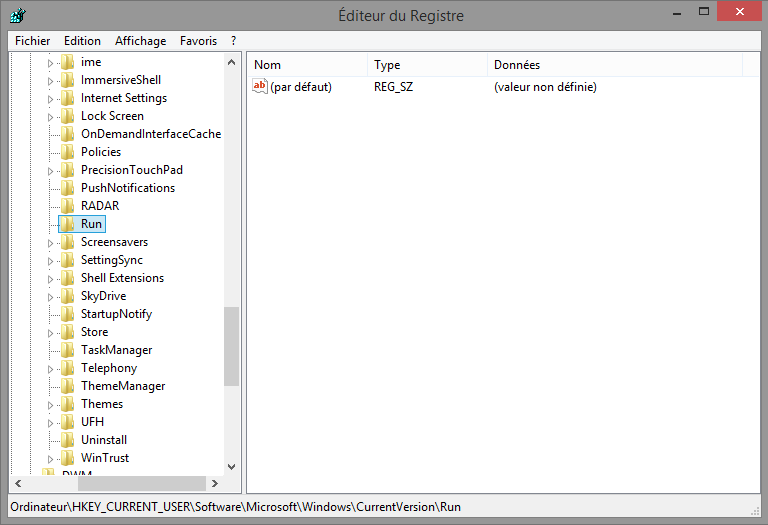 Éditeur du Registre
Fichier Edition Affichage Favoris ?
ime
ImmersiveShell
Internet Settings
Lock Screen
OnDemandInterfaceCache
Policies
PrecisionTouchPad
PushNotifications
RADAR
Run
Screensavers
SettingSync
Shell Extensions
SkyDrive
StartupNotify
Store
TaskManager
Telephony
ThemeManager
Themes
UFH
Uninstall
WinTrust
DWM
Nom Type Données
ab (par défaut) REG_SZ (valeur non définie)
Ordinateur\HKEY_CURRENT_USER\Software\Microsoft\Windows\CurrentVersion\Run